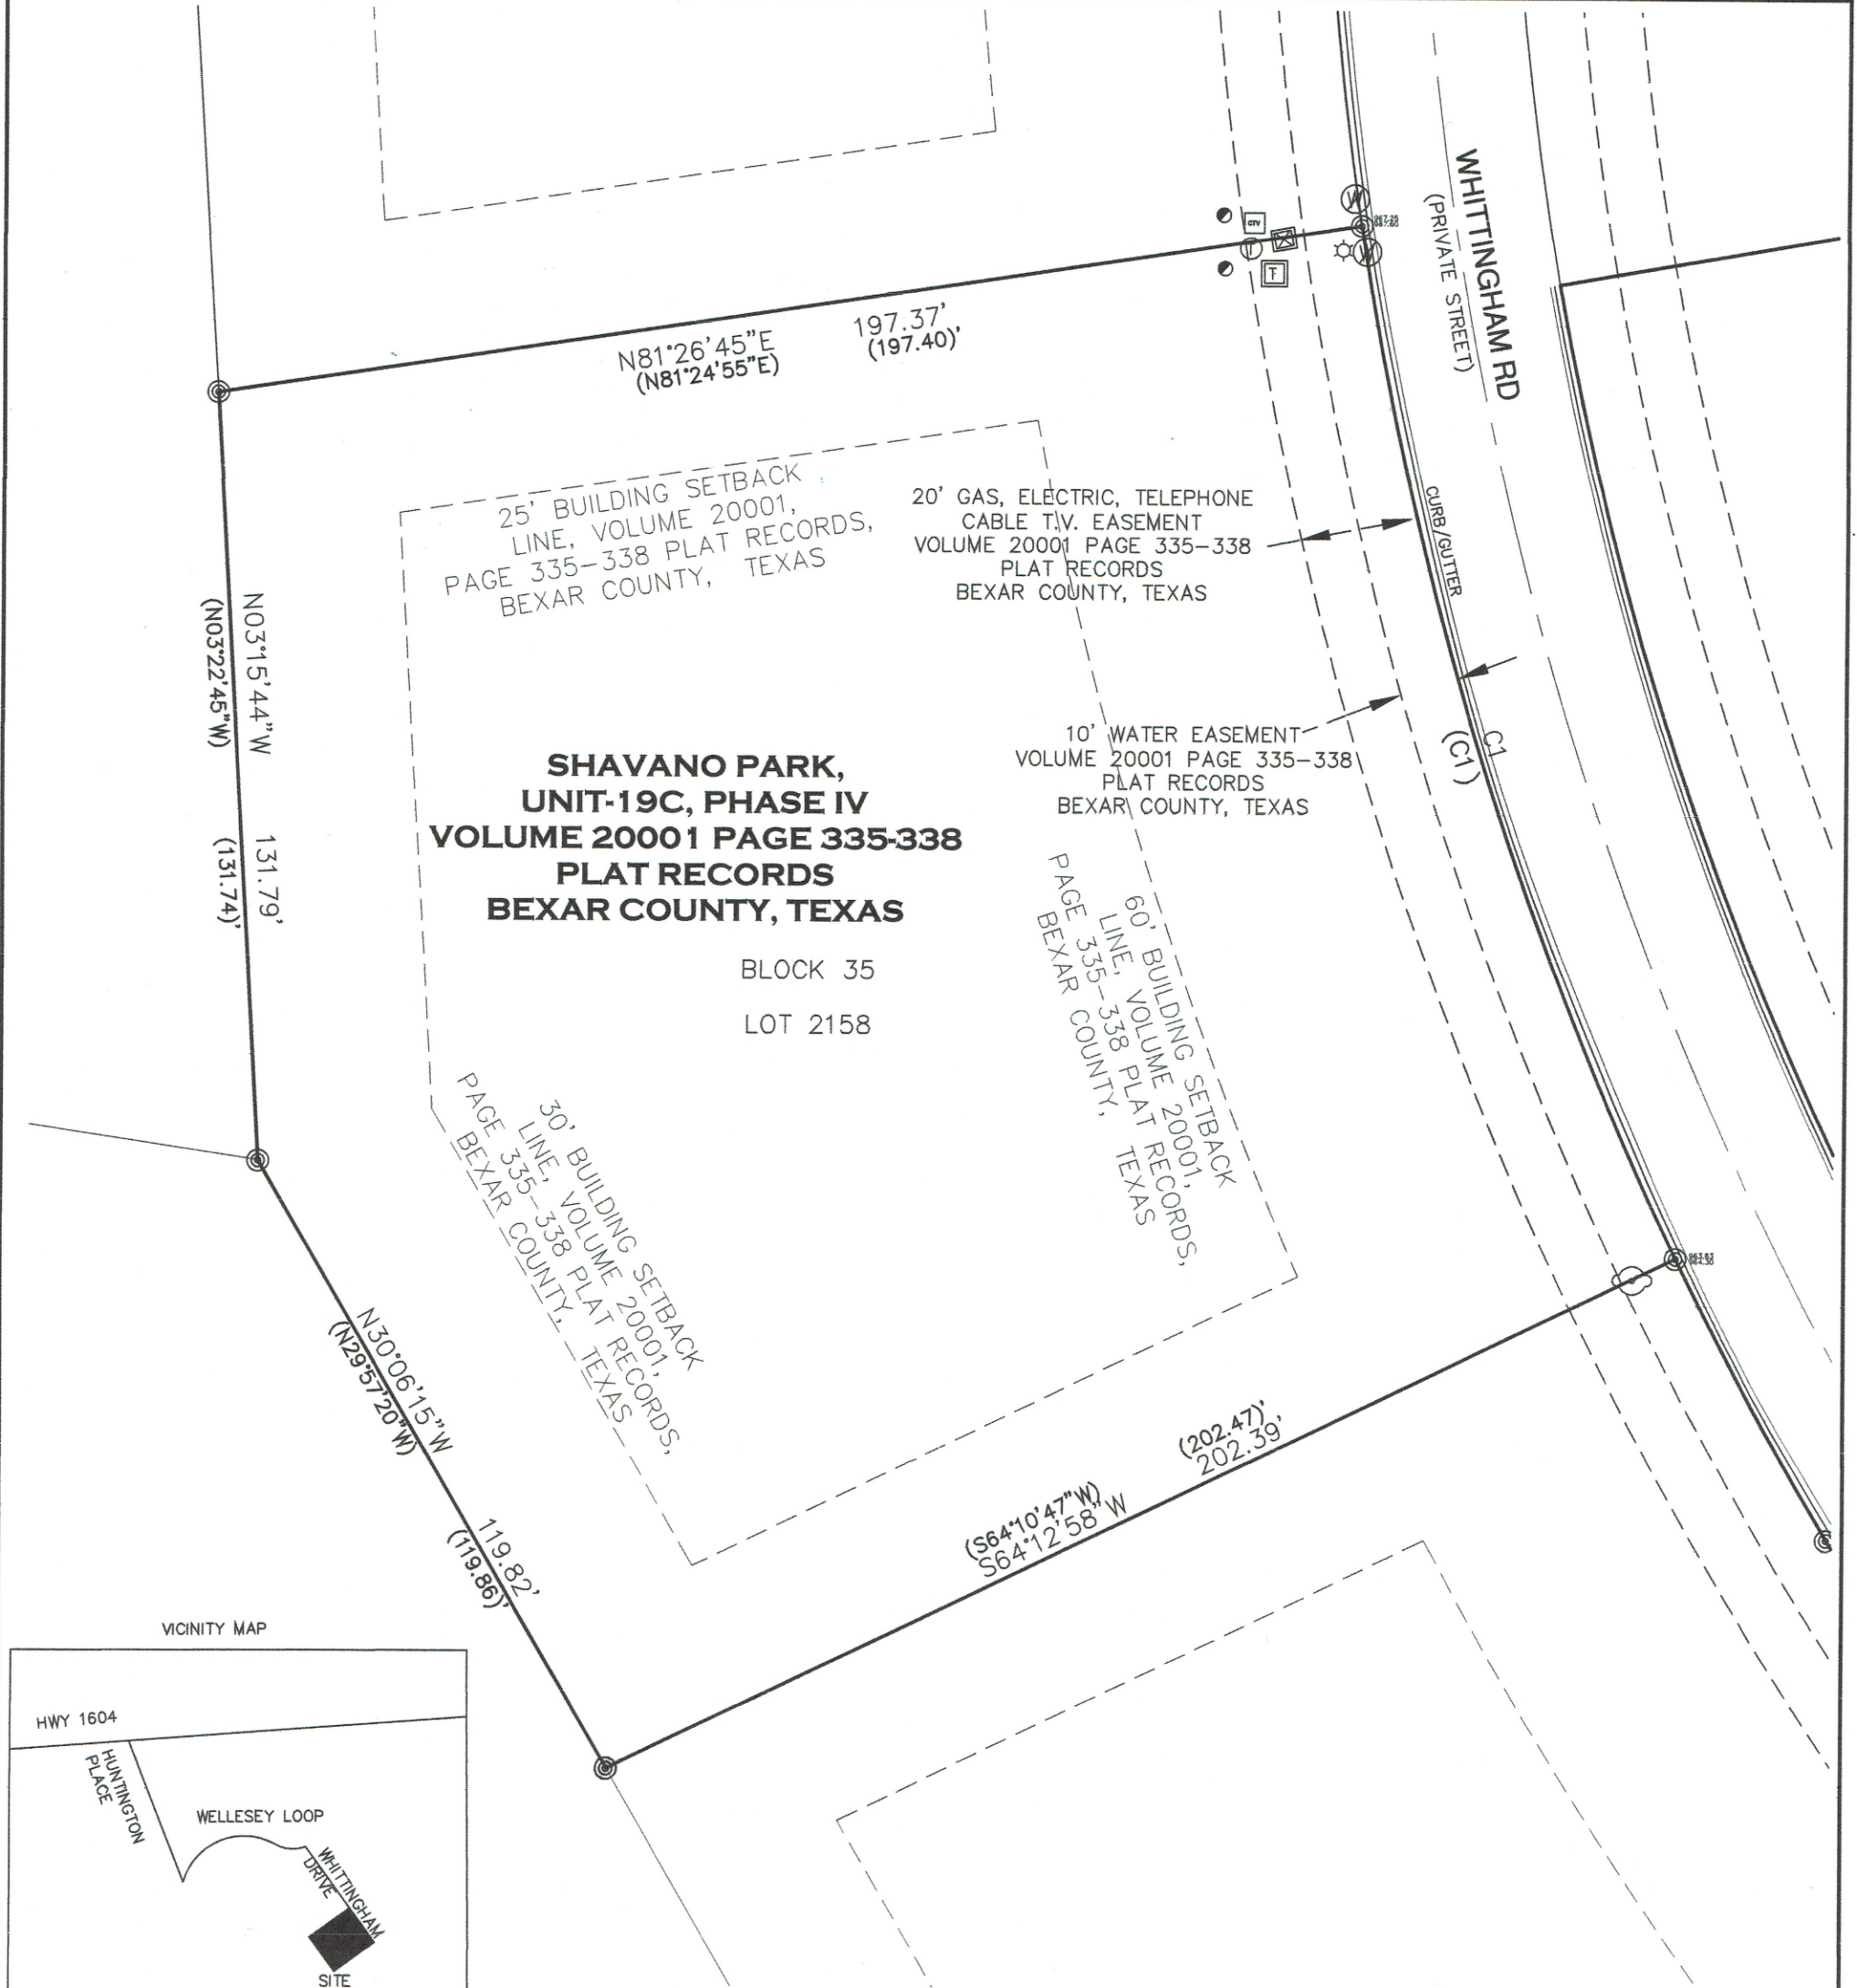 WHITTINGHAM RD
(PRIVATE STREET)
W
CTV
T
T
W
N81°26'45"E 197.37'
(N81°24'55"E) (197.40)'
25' BUILDING SETBACK
LINE, VOLUME 20001,
PAGE 335-338 PLAT RECORDS,
BEXAR COUNTY, TEXAS
20' GAS, ELECTRIC, TELEPHONE
CABLE T.V. EASEMENT
VOLUME 20001 PAGE 335-338
PLAT RECORDS
BEXAR COUNTY, TEXAS
CURB/GUTTER
N03°15'44"W 131.79'
(N03°22'45"W) (131.74)'
10' WATER EASEMENT
VOLUME 20001 PAGE 335-338
PLAT RECORDS
BEXAR COUNTY, TEXAS
C1
(C1)
SHAVANO PARK,
UNIT-19C, PHASE IV
VOLUME 20001 PAGE 335-338
PLAT RECORDS
BEXAR COUNTY, TEXAS
BLOCK 35
LOT 2158
60' BUILDING SETBACK
LINE, VOLUME 20001,
PAGE 335-338 PLAT RECORDS,
BEXAR COUNTY, TEXAS
30' BUILDING SETBACK
LINE, VOLUME 20001,
PAGE 335-338 PLAT RECORDS,
BEXAR COUNTY, TEXAS
N30°06'15"W 119.82'
(N29°57'20"W) (119.86)'
(S64°10'47"W) (202.47)'
S64°12'58"W 202.39'
VICINITY MAP
HWY 1604
HUNTINGTON
PLACE
WELLESEY LOOP
WHITTINGHAM
DRIVE
SITE